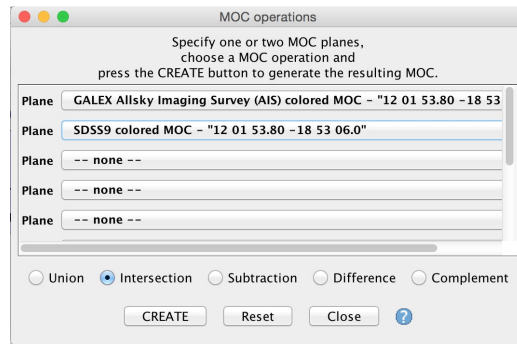 MOC operations
Specify one or two MOC planes,
choose a MOC operation and
press the CREATE button to generate the resulting MOC.
Plane GALEX Allsky Imaging Survey (AIS) colored MOC - "12 01 53.80 -18 53
Plane SDSS9 colored MOC - "12 01 53.80 -18 53 06.0"
Plane -- none --
Plane -- none --
Plane -- none --
Union Intersection Subtraction Difference Complement
CREATE Reset Close ?